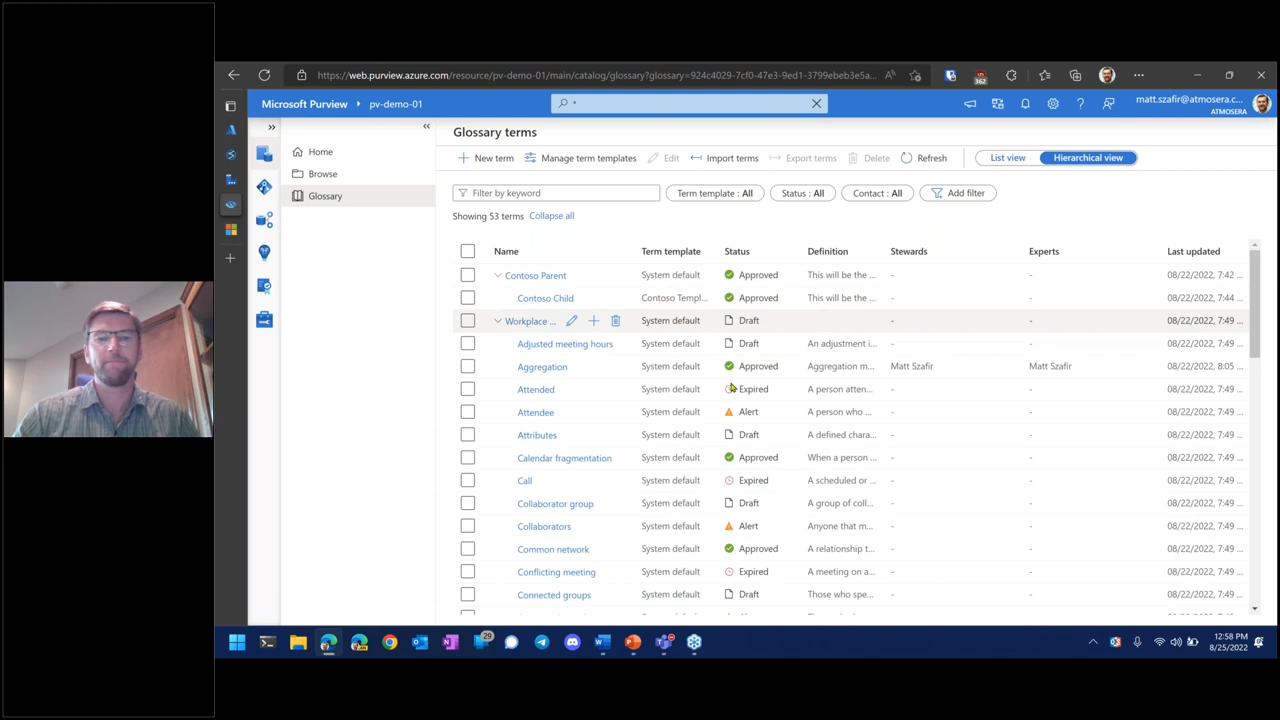 https://web.purview.azure.com/resource/pv-demo-01/main/catalog/glossary?glossary=924c4029-7cf0-47e3-9ed1-3799ebeb3e5a...
362
Microsoft Purview pv-demo-01 * matt.szafir@atmosera.c...
ATMOSERA
Home
Browse
Glossary
Glossary terms
New term Manage term templates Edit Import terms Export terms Delete Refresh List view Hierarchical view
Filter by keyword Term template : All Status : All Contact : All Add filter
Showing 53 terms Collapse all
Name Term template Status Definition Stewards Experts Last updated
Contoso Parent System default Approved This will be the ... - - 08/22/2022, 7:42 ...
Contoso Child Contoso Templ... Approved This will be the ... - - 08/22/2022, 7:44 ...
Workplace ... System default Draft - - 08/22/2022, 7:49 ...
Adjusted meeting hours System default Draft An adjustment i... - - 08/22/2022, 7:49 ...
Aggregation System default Approved Aggregation m... Matt Szafir Matt Szafir 08/22/2022, 8:05 ...
Attended System default Expired A person atten... - - 08/22/2022, 7:49 ...
Attendee System default Alert A person who ... - - 08/22/2022, 7:49 ...
Attributes System default Draft A defined chara... - - 08/22/2022, 7:49 ...
Calendar fragmentation System default Approved When a person ... - - 08/22/2022, 7:49 ...
Call System default Expired A scheduled or ... - - 08/22/2022, 7:49 ...
Collaborator group System default Draft A group of coll... - - 08/22/2022, 7:49 ...
Collaborators System default Alert Anyone that m... - - 08/22/2022, 7:49 ...
Common network System default Approved A relationship t... - - 08/22/2022, 7:49 ...
Conflicting meeting System default Expired A meeting on a... - - 08/22/2022, 7:49 ...
Connected groups System default Draft Those who spe... - - 08/22/2022, 7:49 ...
29
12:58 PM
8/25/2022